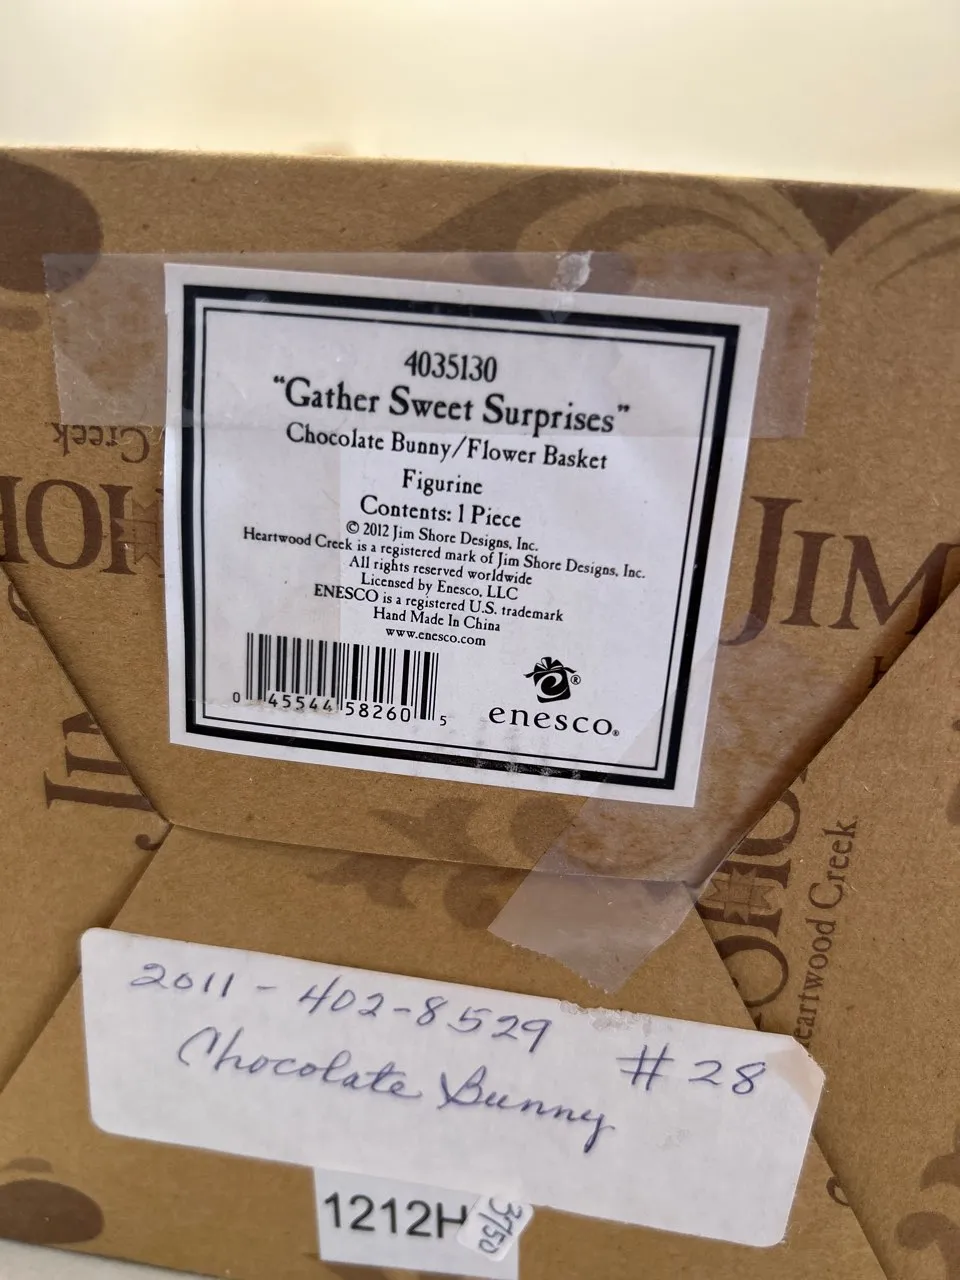 4035130
"Gather Sweet Surprises"
Chocolate Bunny/Flower Basket
Figurine
Contents: 1 Piece
© 2012 Jim Shore Designs, Inc.
Heartwood Creek is a registered mark of Jim Shore Designs, Inc.
All rights reserved worldwide
Licensed by Enesco, LLC
ENESCO is a registered U.S. trademark
Hand Made In China
www.enesco.com
0 45544 58260 5
enesco®
Creek
HO
JIM
JIM
HO
Heartwood Creek
2011-402-8529
#28
Chocolate Bunny
1212H